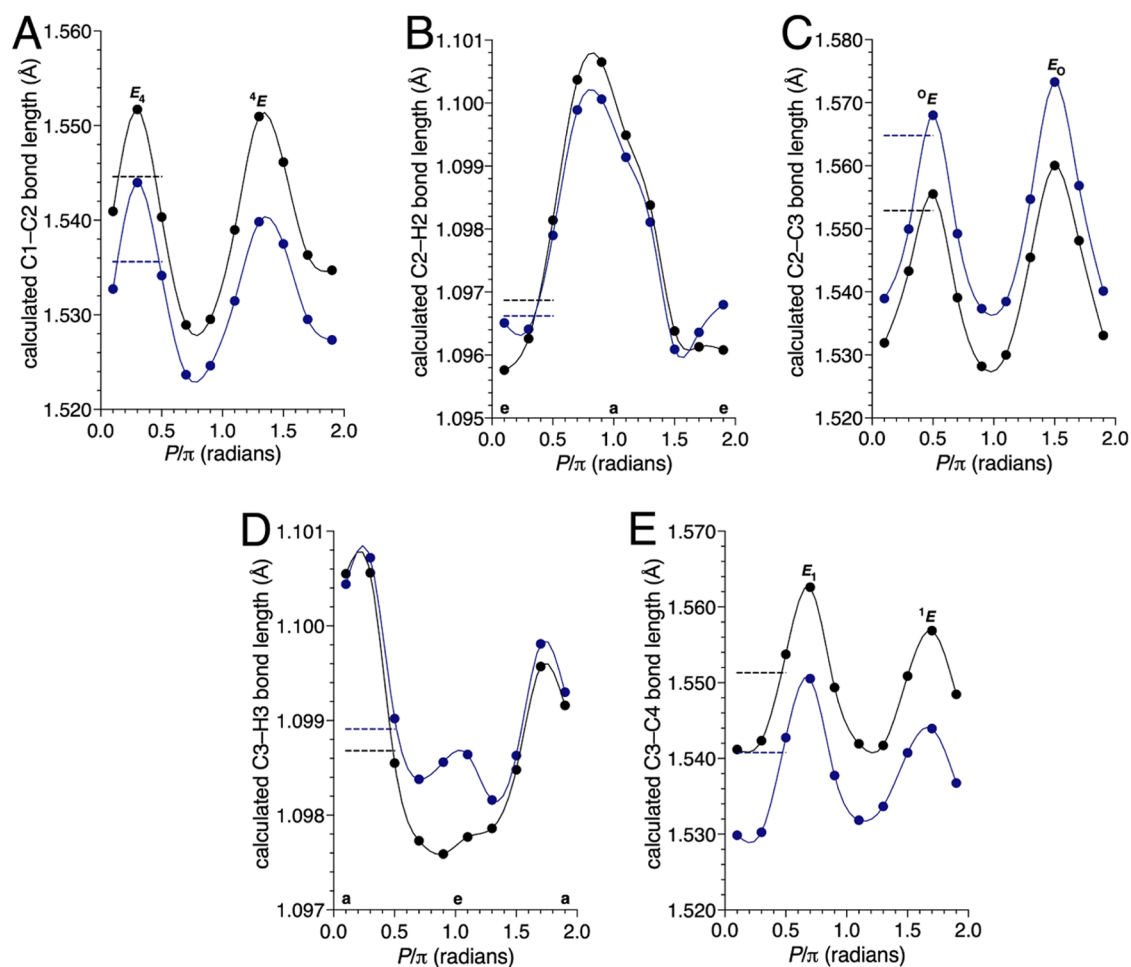 A
calculated C1–C2 bond length (Å)
1.560
1.550
1.540
1.530
1.520
E4
4E
0.0 0.5 1.0 1.5 2.0
P/π (radians)
B
calculated C2–H2 bond length (Å)
1.101
1.100
1.099
1.098
1.097
1.096
1.095
e a e
0.0 0.5 1.0 1.5 2.0
P/π (radians)
C
calculated C2–C3 bond length (Å)
1.580
1.570
1.560
1.550
1.540
1.530
1.520
OE
EO
0.0 0.5 1.0 1.5 2.0
P/π (radians)
D
calculated C3–H3 bond length (Å)
1.101
1.100
1.099
1.098
1.097
a e a
0.0 0.5 1.0 1.5 2.0
P/π (radians)
E
calculated C3–C4 bond length (Å)
1.570
1.560
1.550
1.540
1.530
1.520
E1
1E
0.0 0.5 1.0 1.5 2.0
P/π (radians)